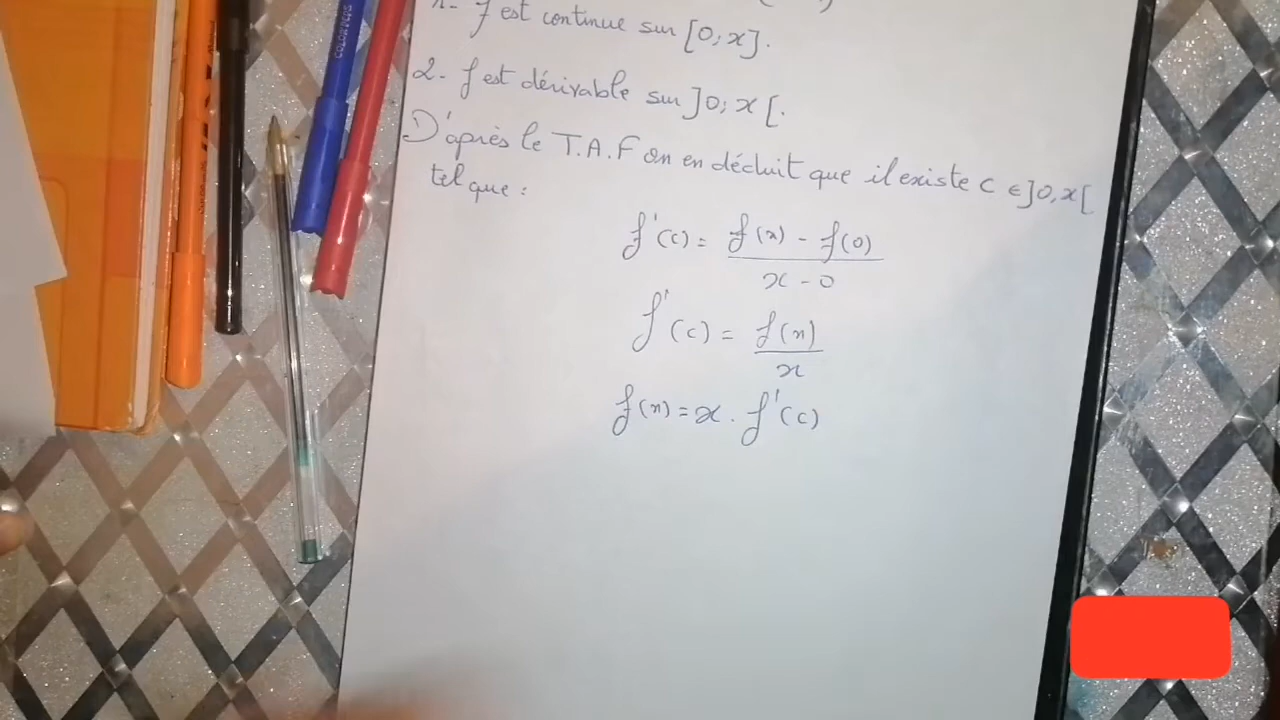 1- f est continue sur [0; x].
2- f est dérivable sur ]0; x[.
D'après le T.A.F on en déduit que il existe c ∈ ]0, x[
tel que :
f'(c) = f(x) - f(0)
x - 0
f'(c) = f(x)
x
f(x) = x . f'(c)